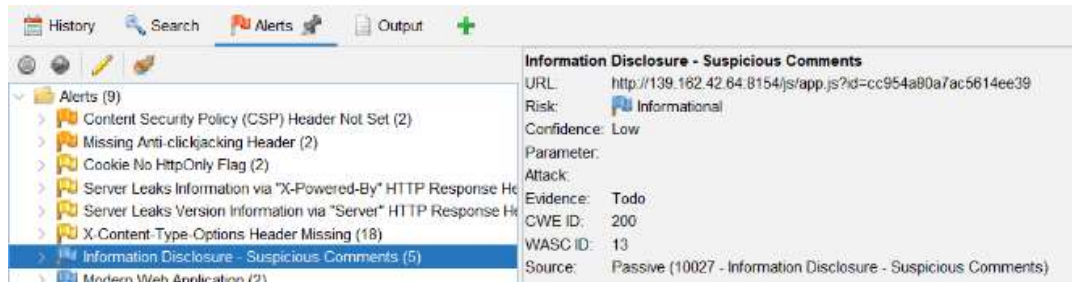 History Search Alerts Output
Alerts (9)
Content Security Policy (CSP) Header Not Set (2)
Missing Anti-clickjacking Header (2)
Cookie No HttpOnly Flag (2)
Server Leaks Information via "X-Powered-By" HTTP Response He
Server Leaks Version Information via "Server" HTTP Response He
X-Content-Type-Options Header Missing (18)
Information Disclosure - Suspicious Comments (5)
Modern Web Application (2)
Information Disclosure - Suspicious Comments
URL: http://139.162.42.64:8154/js/app.js?id=cc954a80a7ac5614ee39
Risk: Informational
Confidence: Low
Parameter:
Attack:
Evidence: Todo
CWE ID: 200
WASC ID: 13
Source: Passive (10027 - Information Disclosure - Suspicious Comments)